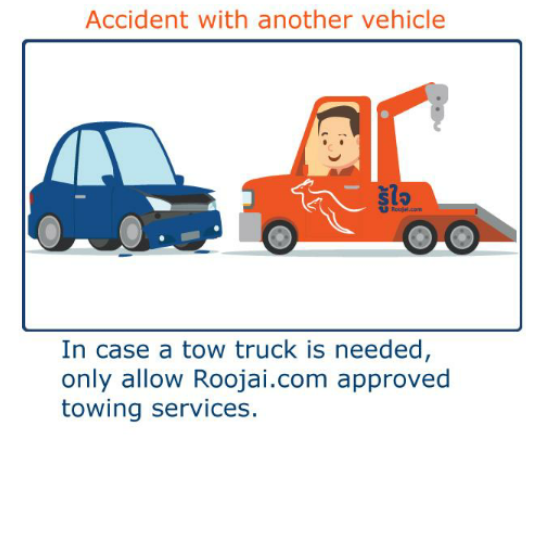 Accident with another vehicle
รู้ใจ
Roojai.com
In case a tow truck is needed,
only allow Roojai.com approved
towing services.